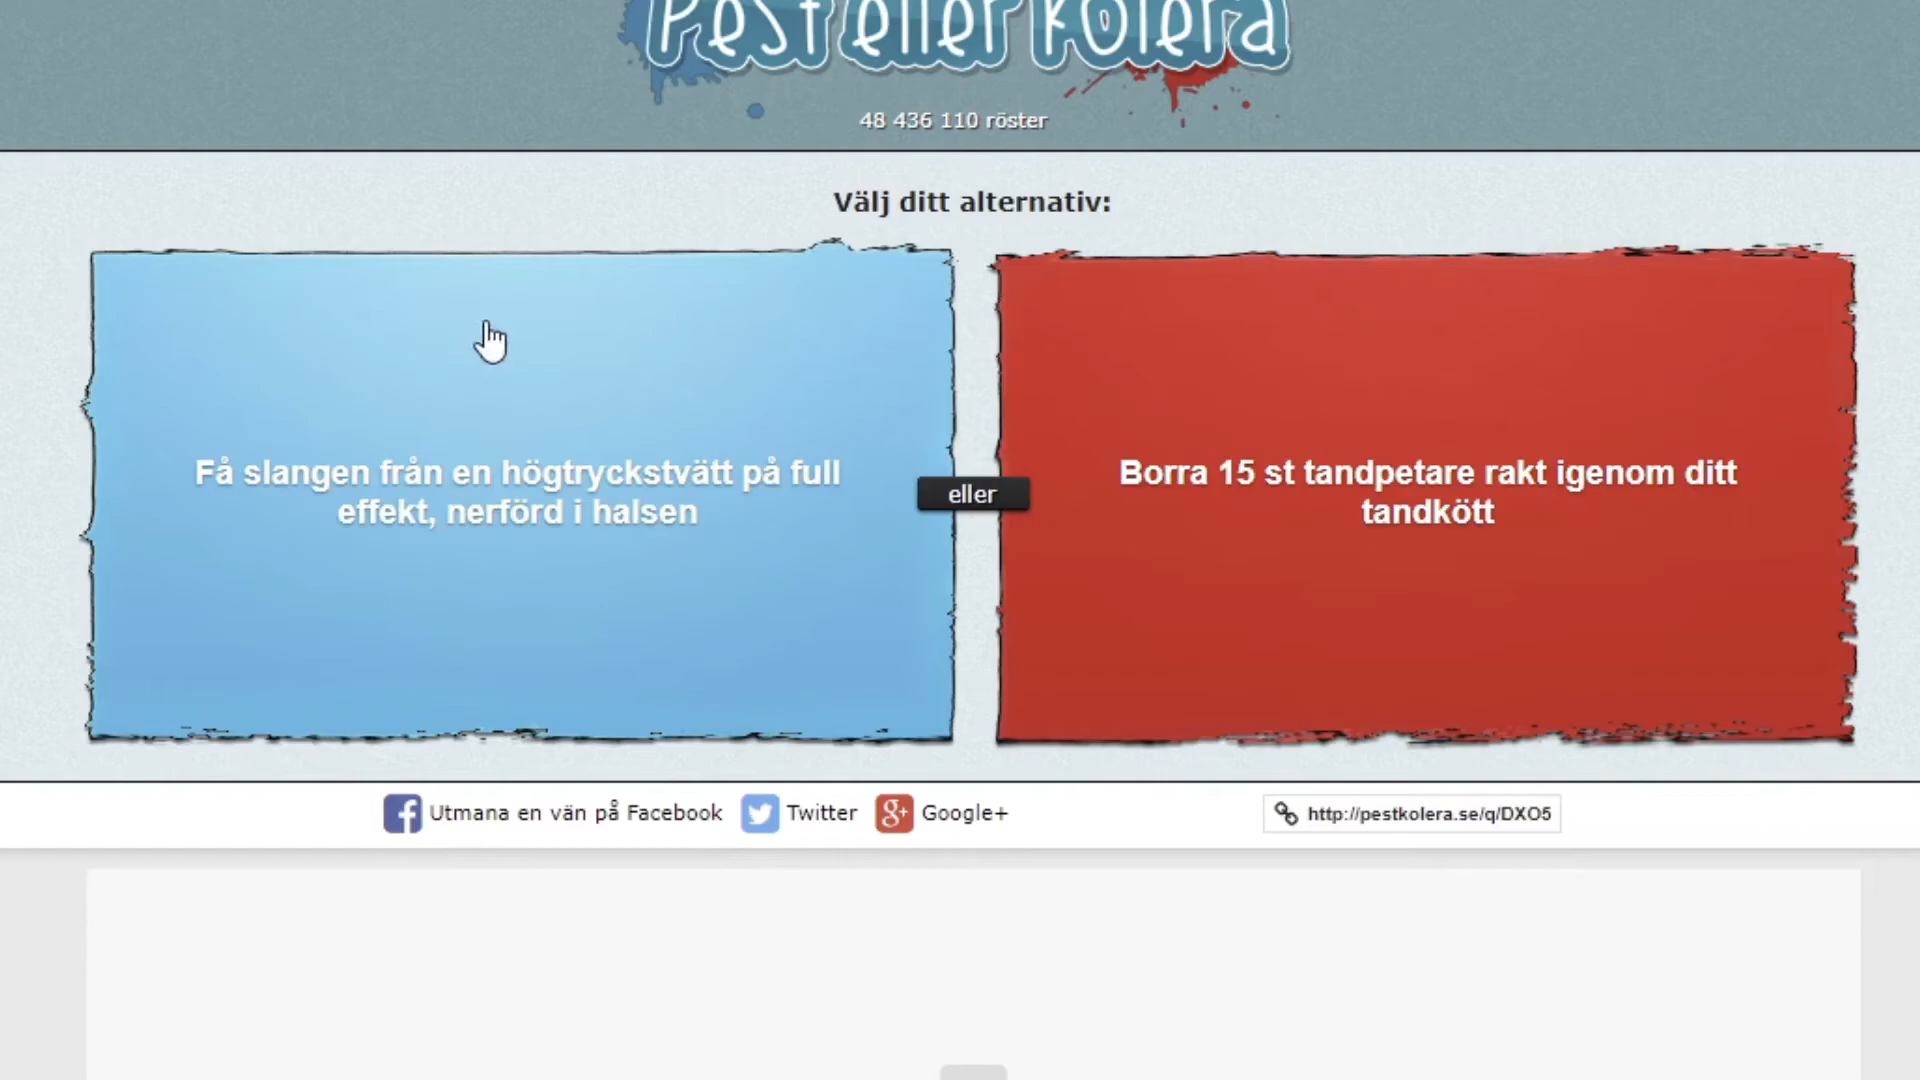 Pest eller Kolera
48 436 110 röster
Välj ditt alternativ:
Få slangen från en högtryckstvätt på full
effekt, nerförd i halsen
eller
Borra 15 st tandpetare rakt igenom ditt
tandkött
Utmana en vän på Facebook
Twitter
Google+
http://pestkolera.se/q/DXO5